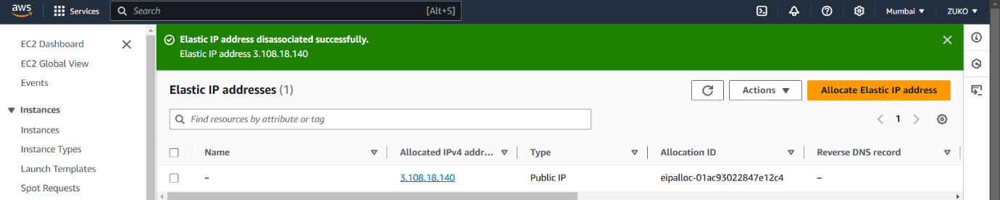 aws Services Search [Alt+S] Mumbai ▼ ZUKO ▼
EC2 Dashboard
EC2 Global View
Events
▼ Instances
Instances
Instance Types
Launch Templates
Spot Requests
Elastic IP address disassociated successfully.
Elastic IP address 3.108.18.140
Elastic IP addresses (1)
Actions ▼ Allocate Elastic IP address
Find resources by attribute or tag
1
Name Allocated IPv4 addr... Type Allocation ID Reverse DNS record
– 3.108.18.140 Public IP eipalloc-01ac93022847e12c4 –